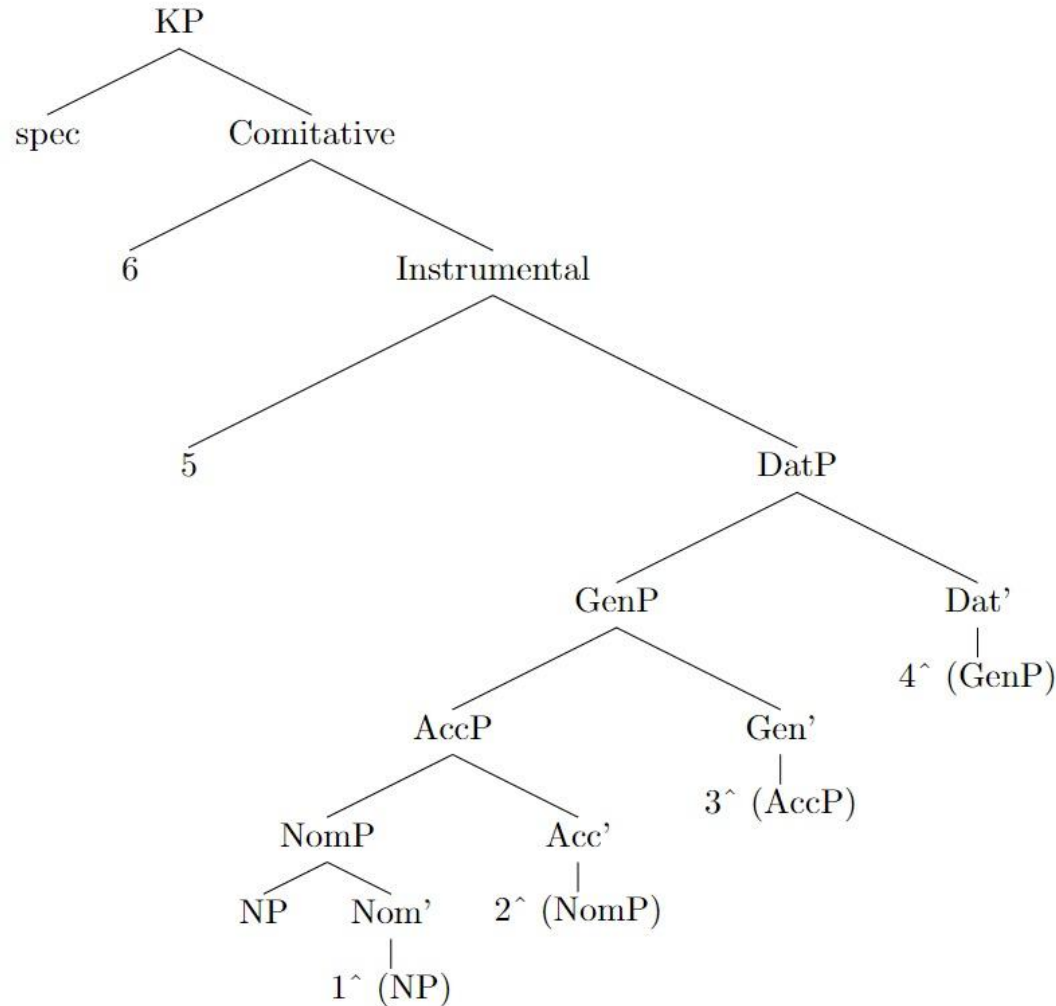 KP
spec Comitative
6 Instrumental
5 DatP
GenP Dat’
4ˆ (GenP)
AccP Gen’
3ˆ (AccP)
NomP Acc’
NP Nom’ 2ˆ (NomP)
1ˆ (NP)